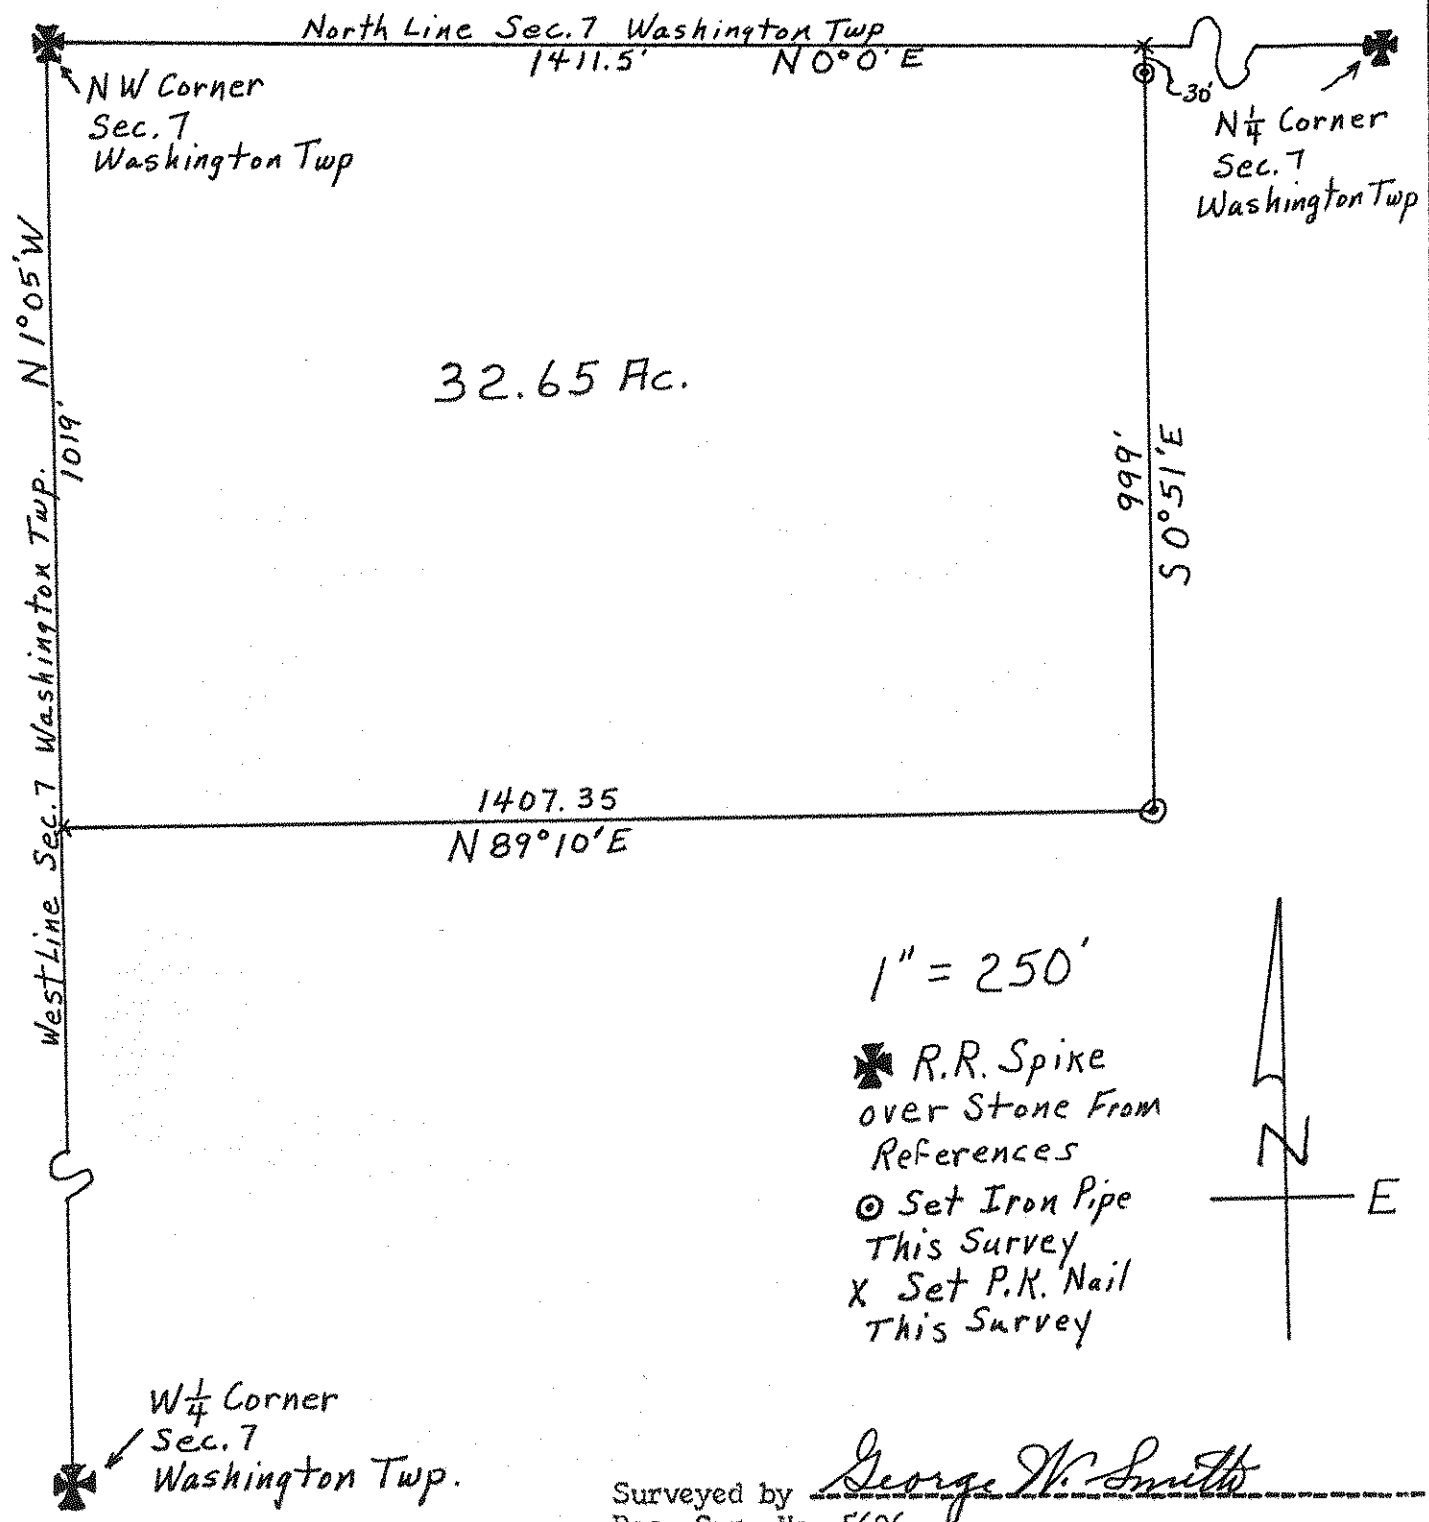 North Line Sec. 7 Washington Twp
1411.5' N 0° 0' E
30'
NW Corner
Sec. 7
Washington Twp
N 1/4 Corner
Sec. 7
Washington Twp
West Line Sec. 7 Washington Twp. N 1° 05' W
1019'
32.65 Ac.
999'
S 0° 51' E
1407.35
N 89° 10' E
1" = 250'
R.R. Spike
over Stone From
References
Set Iron Pipe
This Survey
X Set P.K. Nail
This Survey
N
E
W 1/4 Corner
Sec. 7
Washington Twp.
Surveyed by George W. Smith